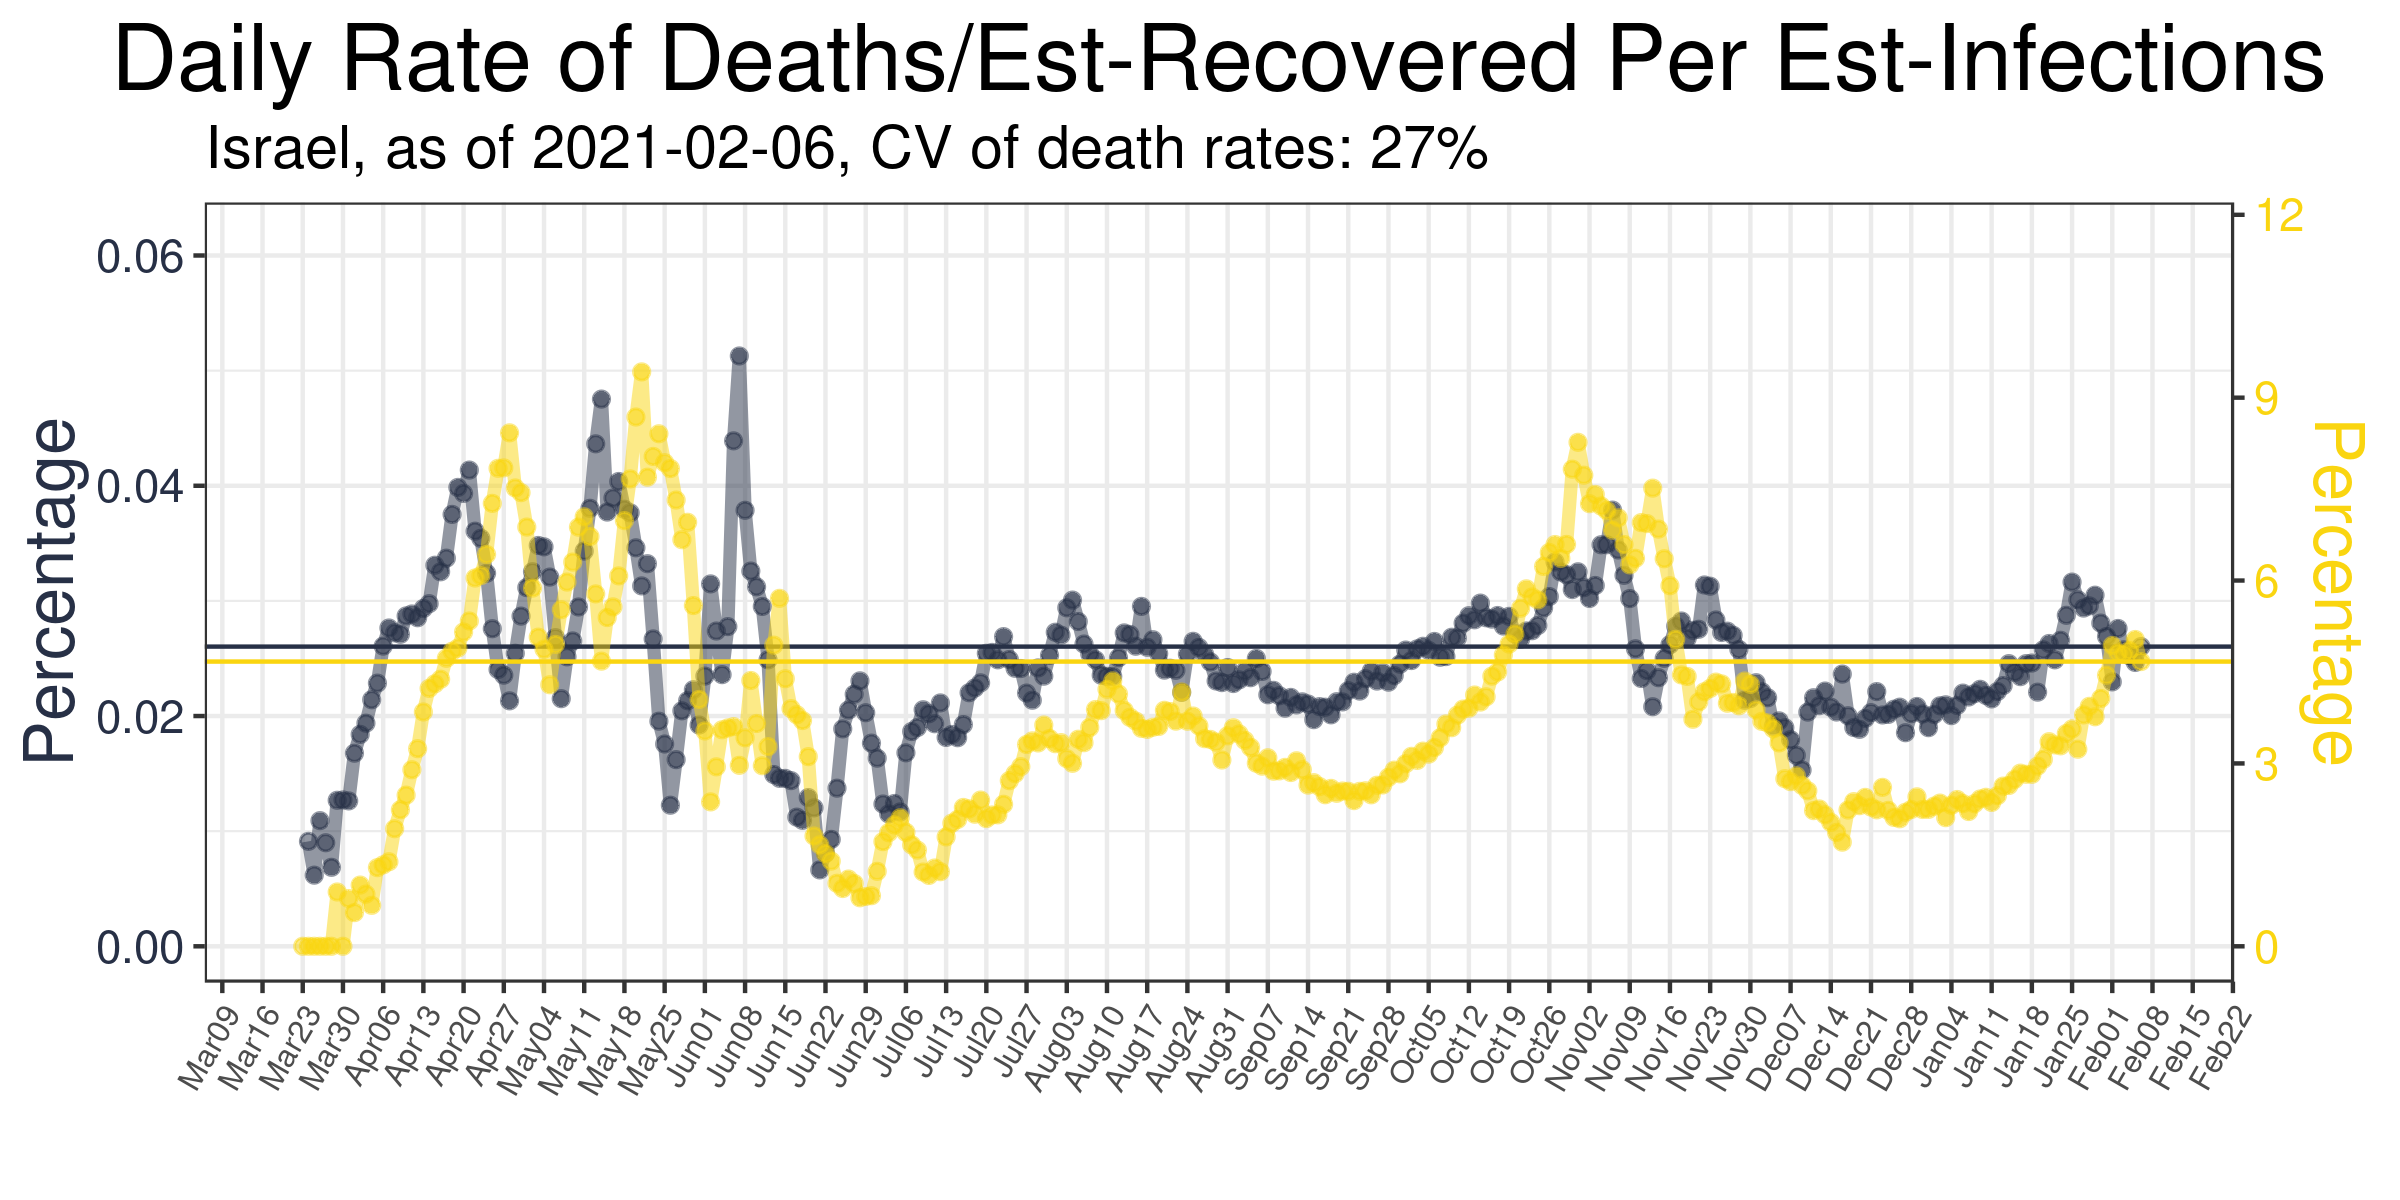 Daily Rate of Deaths/Est-Recovered Per Est-Infections
Israel, as of 2021-02-06, CV of death rates: 27%
Percentage
0.06
0.04
0.02
0.00
12
9
6
3
0
Percentage
Mar09
Mar16
Mar23
Mar30
Apr06
Apr13
Apr20
Apr27
May04
May11
May18
May25
Jun01
Jun08
Jun15
Jun22
Jun29
Jul06
Jul13
Jul20
Jul27
Aug03
Aug10
Aug17
Aug24
Aug31
Sep07
Sep14
Sep21
Sep28
Oct05
Oct12
Oct19
Oct26
Nov02
Nov09
Nov16
Nov23
Nov30
Dec07
Dec14
Dec21
Dec28
Jan04
Jan11
Jan18
Jan25
Feb01
Feb08
Feb15
Feb22